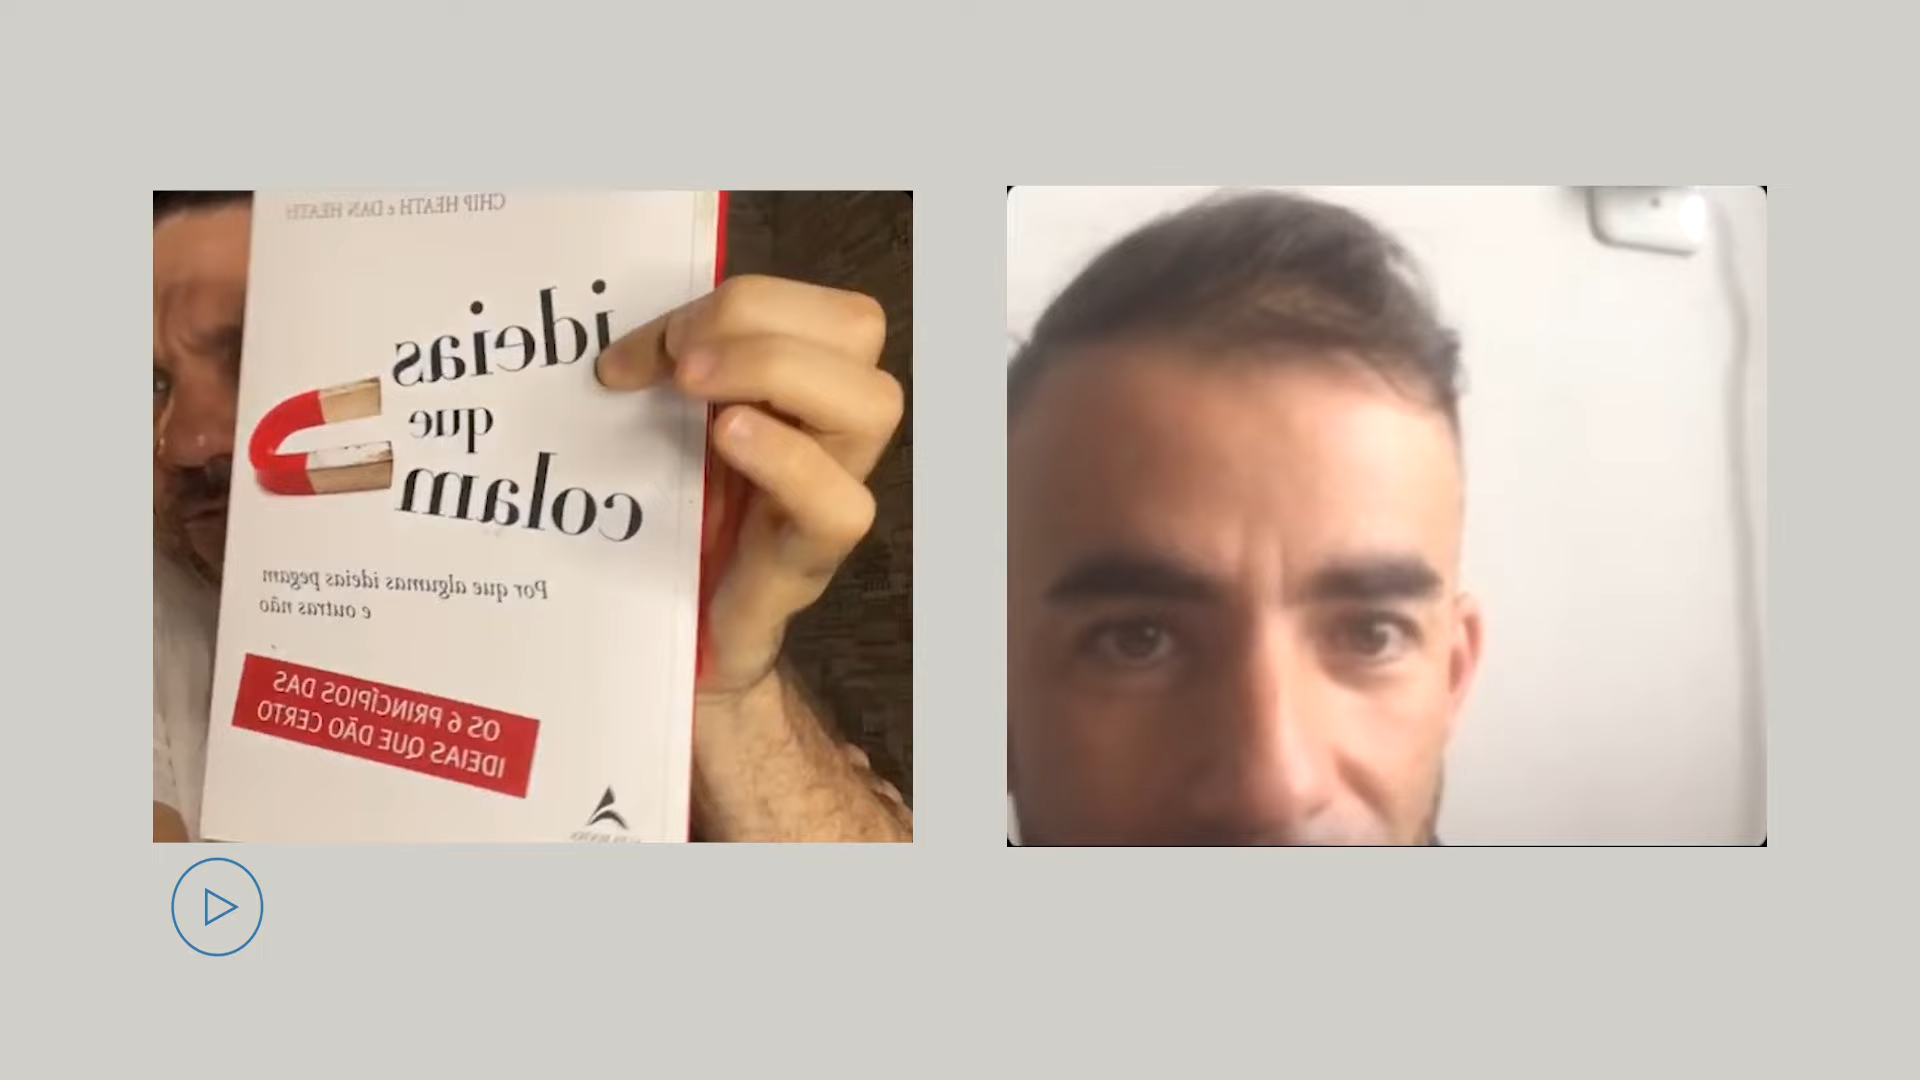 CHIP HEATH e DAN HEATH
ideias
que
colam
Por que algumas ideias pegam
e outras não
OS 6 PRINCÍPIOS DAS
IDEIAS QUE DÃO CERTO